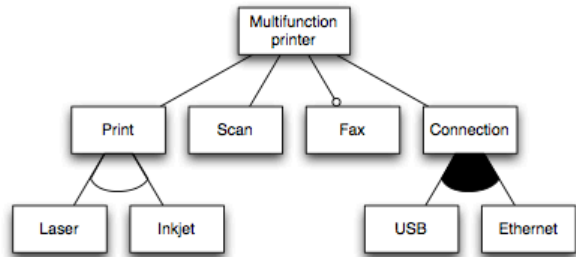 Multifunction
printer
Print
Scan
Fax
Connection
Laser
Inkjet
USB
Ethernet